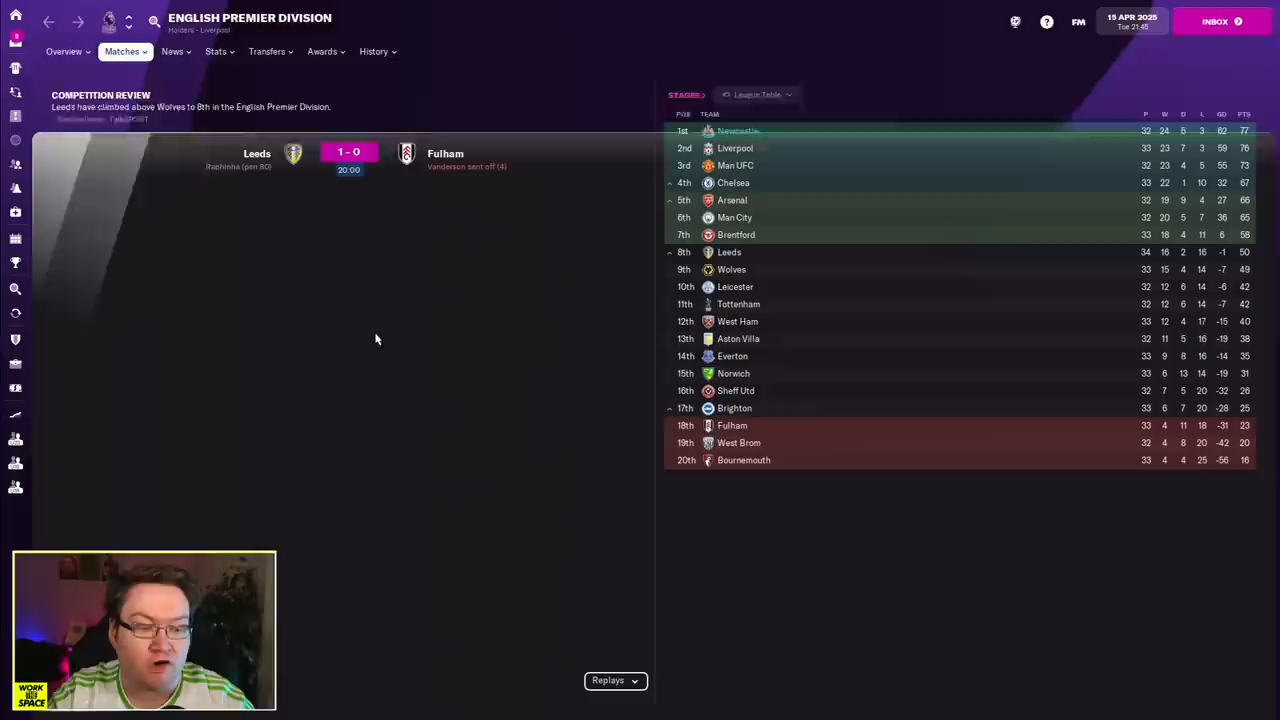 ENGLISH PREMIER DIVISION
Holders - Liverpool
9
FM
15 APR 2025
Tue 21:45
INBOX
Overview
Matches
News
Stats
Transfers
Awards
History
COMPETITION REVIEW
Leeds have climbed above Wolves to 8th in the English Premier Division.
Leeds
1 - 0
Fulham
Raphinha (pen 80)
20:00
Vanderson sent off (4)
Replays
STAGES
League Table
POS TEAM P W D L GD PTS
1st Newcastle 32 24 5 3 62 77
2nd Liverpool 33 23 7 3 59 76
3rd Man UFC 32 23 4 5 55 73
4th Chelsea 33 22 1 10 32 67
5th Arsenal 32 19 9 4 27 66
6th Man City 32 20 5 7 36 65
7th Brentford 33 18 4 11 6 58
8th Leeds 34 16 2 16 -1 50
9th Wolves 33 15 4 14 -7 49
10th Leicester 32 12 6 14 -6 42
11th Tottenham 32 12 6 14 -7 42
12th West Ham 33 12 4 17 -15 40
13th Aston Villa 32 11 5 16 -19 38
14th Everton 33 9 8 16 -14 35
15th Norwich 33 6 13 14 -19 31
16th Sheff Utd 32 7 5 20 -32 26
17th Brighton 33 6 7 20 -28 25
18th Fulham 33 4 11 18 -31 23
19th West Brom 32 4 8 20 -42 20
20th Bournemouth 33 4 4 25 -56 16
WORK
THE
SPACE